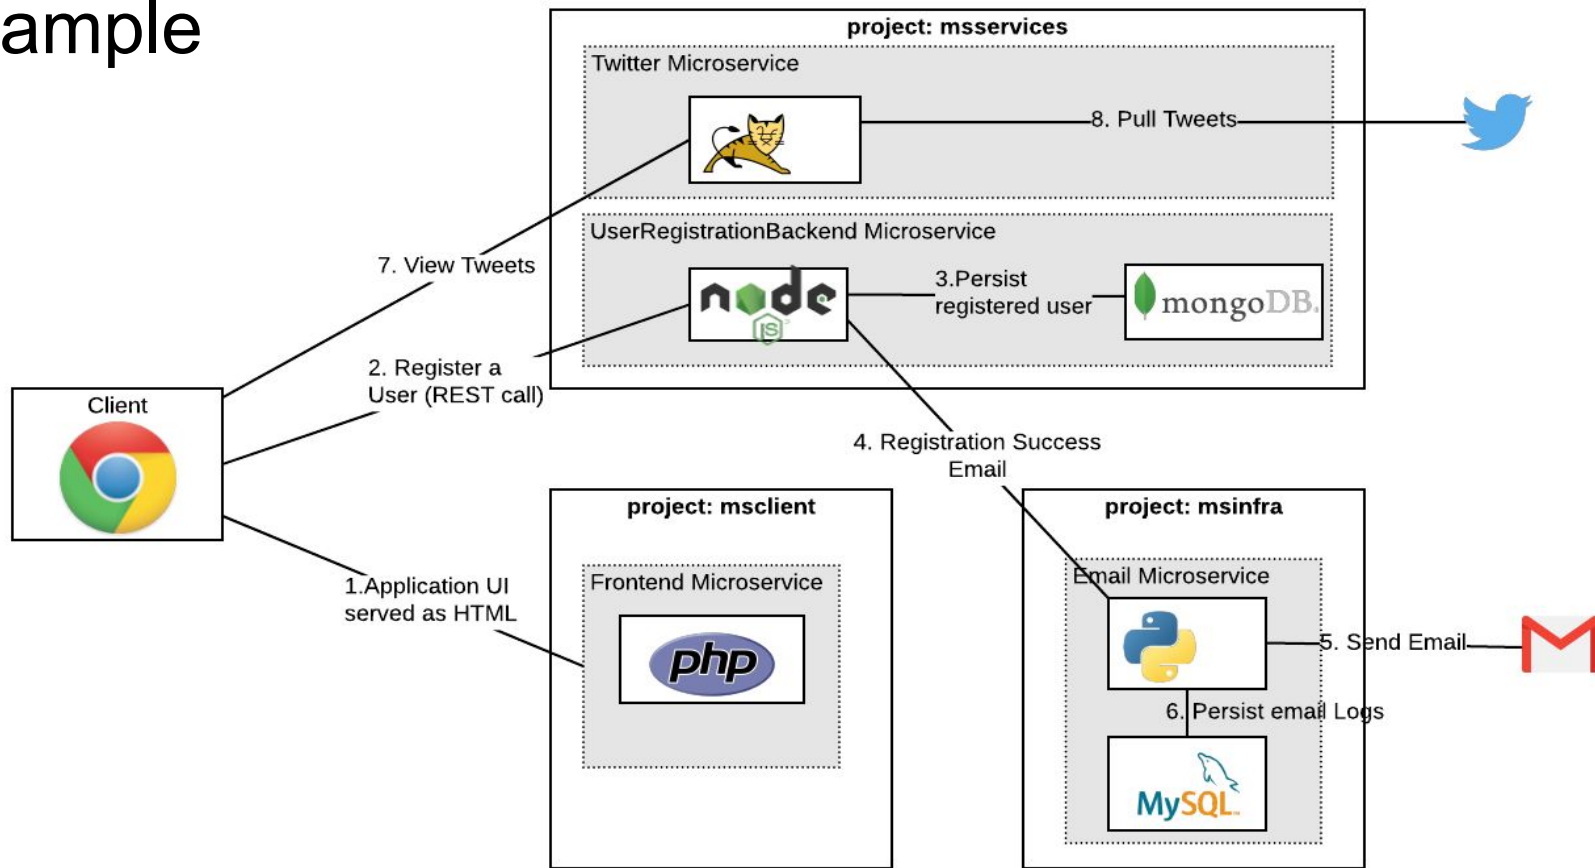 ample
project: msservices
Twitter Microservice
8. Pull Tweets
UserRegistrationBackend Microservice
7. View Tweets
node
JS
3.Persist
registered user
mongoDB.
2. Register a
User (REST call)
Client
4. Registration Success
Email
project: msclient
project: msinfra
1.Application UI
served as HTML
Frontend Microservice
php
Email Microservice
5. Send Email
6. Persist email Logs
MySQL